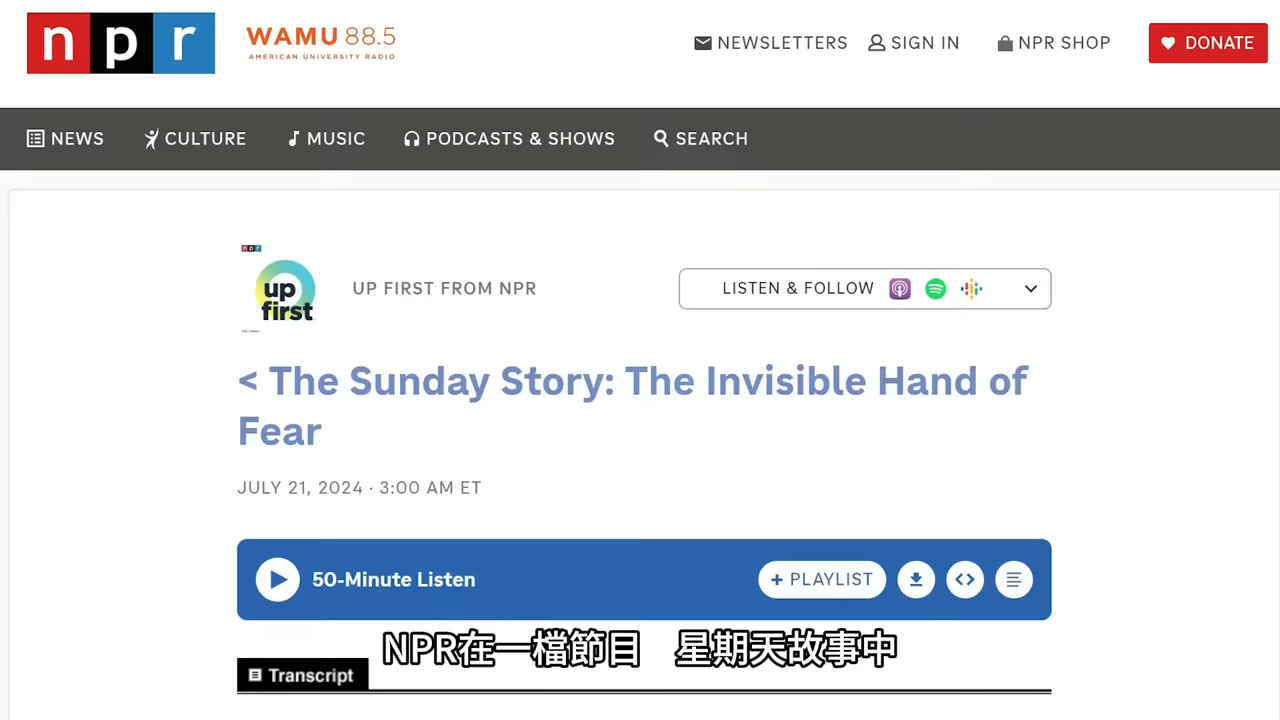 npr WAMU 88.5
AMERICAN UNIVERSITY RADIO
NEWSLETTERS SIGN IN NPR SHOP DONATE
NEWS CULTURE MUSIC PODCASTS & SHOWS SEARCH
npr
up
first
UP FIRST FROM NPR
LISTEN & FOLLOW
< The Sunday Story: The Invisible Hand of
Fear
JULY 21, 2024 · 3:00 AM ET
50-Minute Listen
+ PLAYLIST
NPR在一檔節目 星期天故事中
Transcript